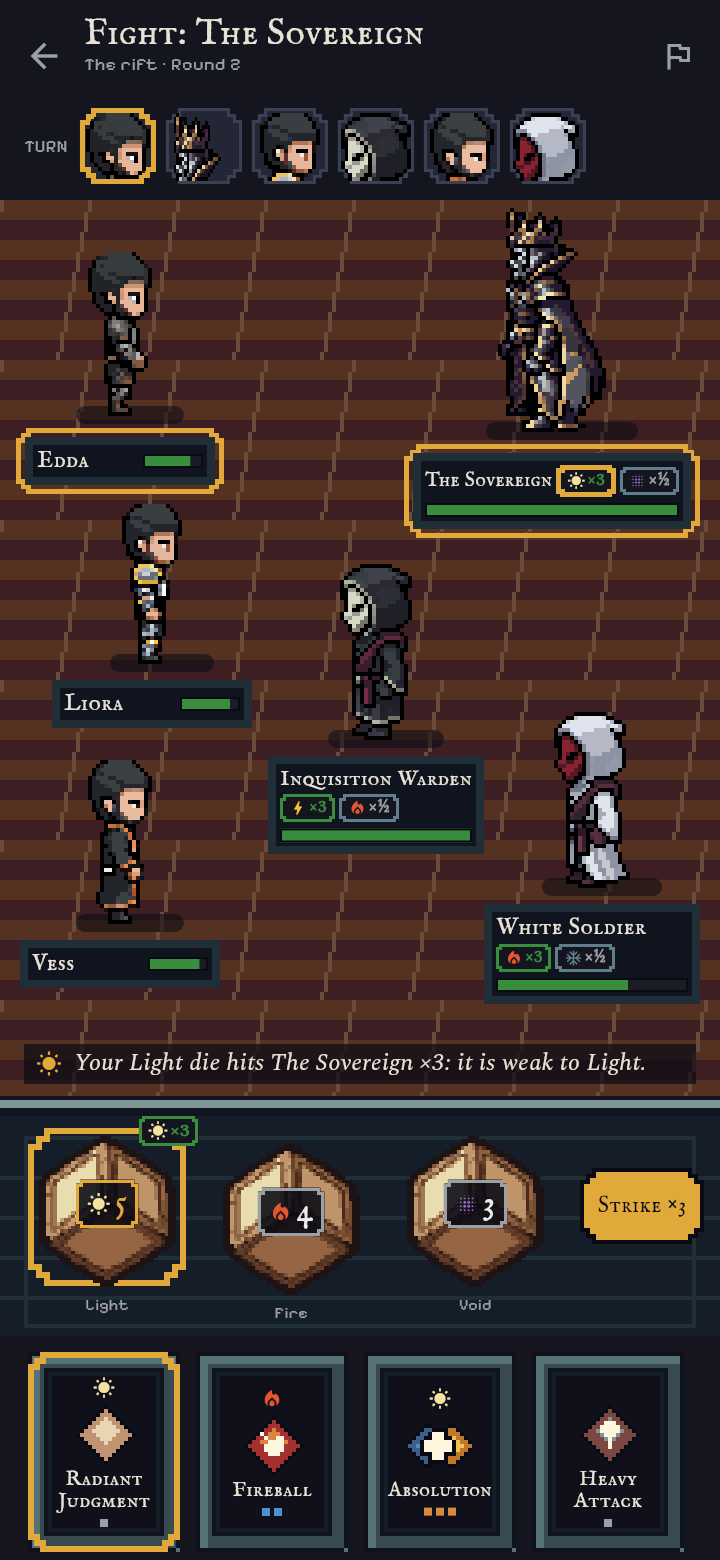 Fight: The Sovereign
The rift · Round 2
TURN
Edda
The Sovereign ×3 ×½
Liora
Inquisition Warden
×3 ×½
Vess
White Soldier
×3 ×½
Your Light die hits The Sovereign ×3: it is weak to Light.
×3
5
4
3
Strike ×3
Light
Fire
Void
Radiant
Judgment
Fireball
Absolution
Heavy
Attack